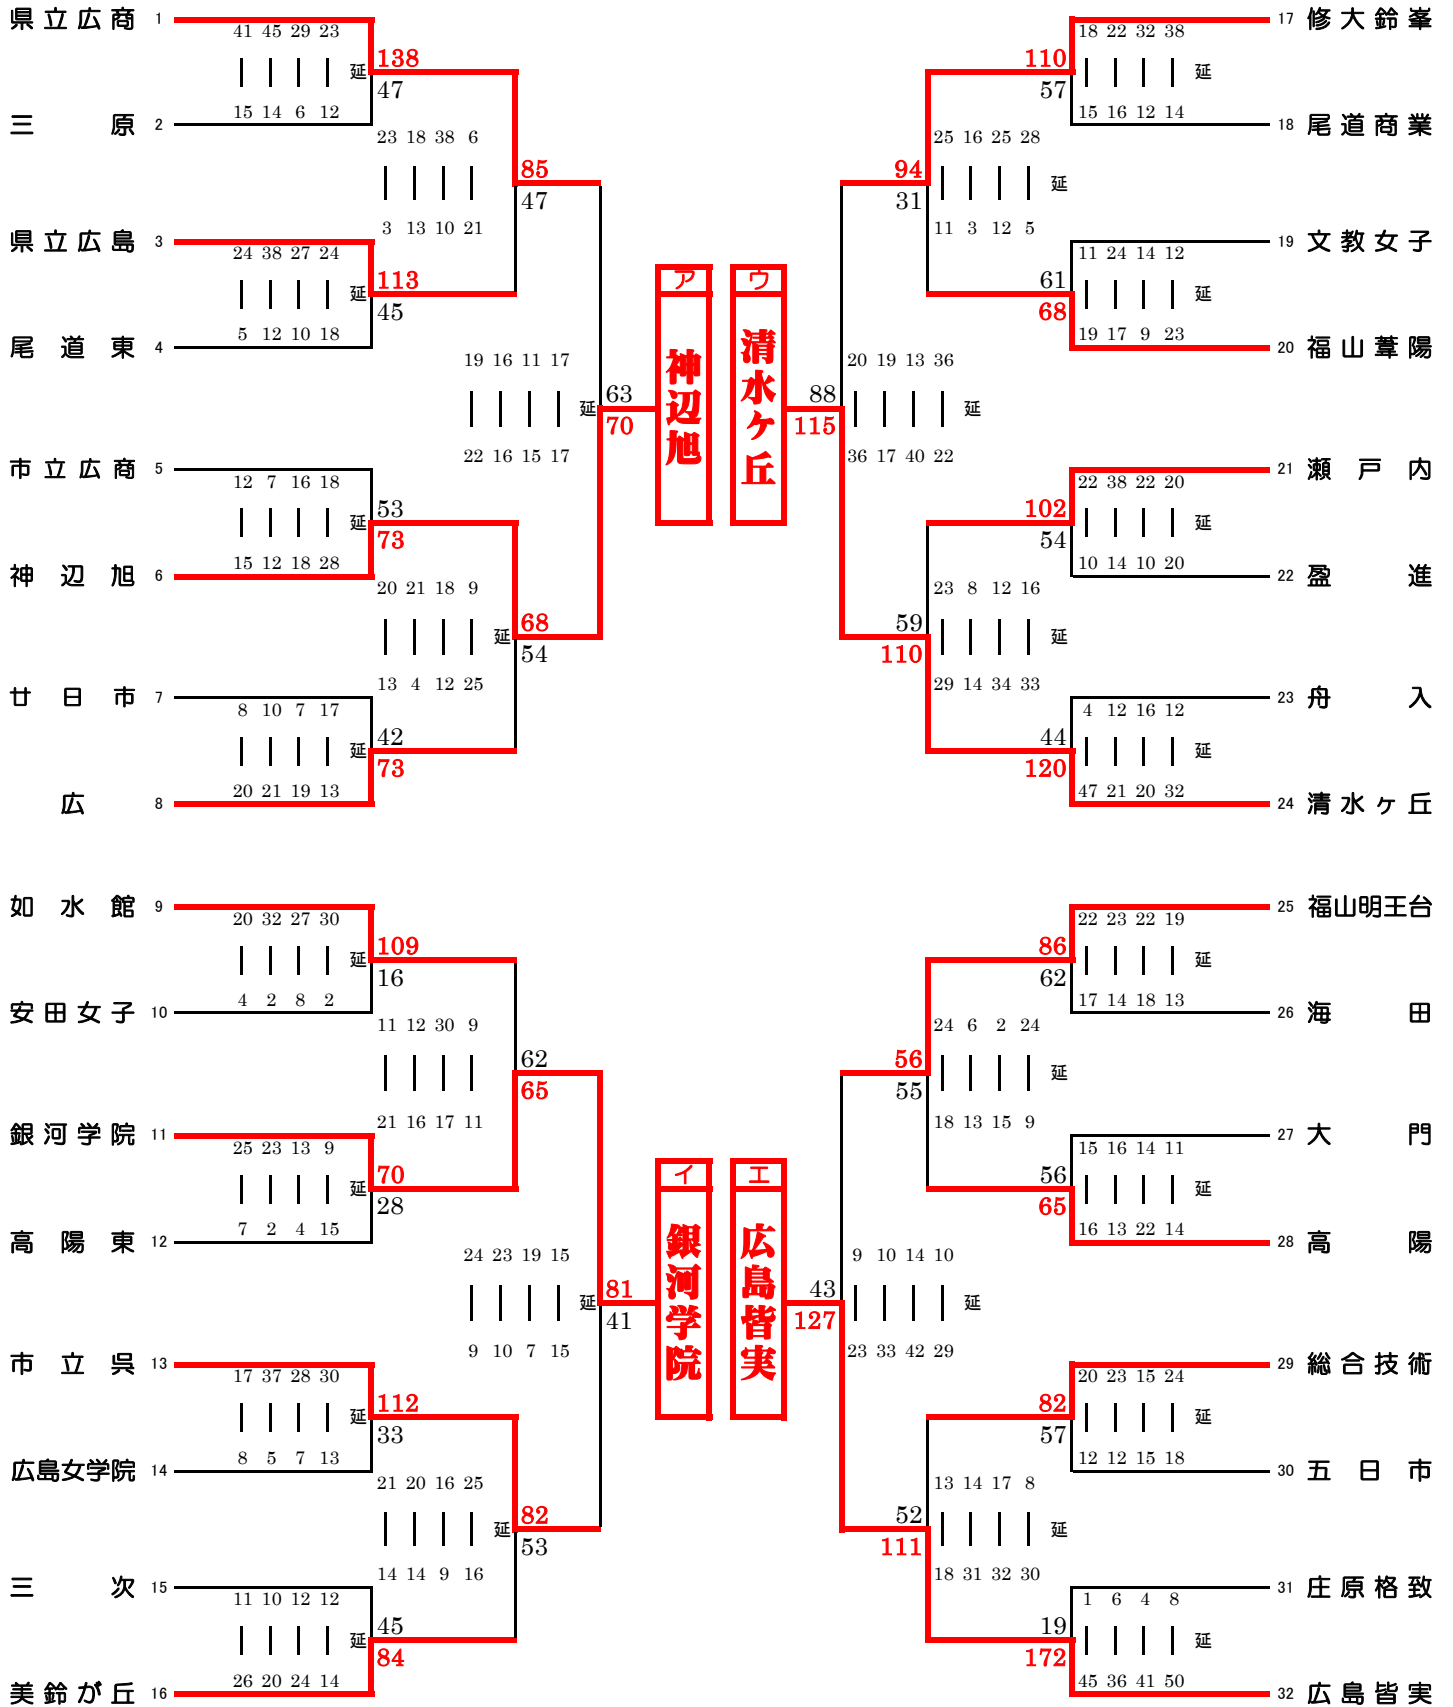 県立広商 1
41 45 29 23
延
138
47
15 14 6 12
三原 2
23 18 38 6
85
47
3 13 10 21
県立広島 3
24 38 27 24
延
113
45
5 12 10 18
尾道東 4
19 16 11 17
延
63
70
22 16 15 17
市立広商 5
12 7 16 18
延
53
73
15 12 18 28
神辺旭 6
20 21 18 9
延
68
54
13 4 12 25
廿日市 7
8 10 7 17
延
42
73
20 21 19 13
広 8
ア
神辺旭
ウ
清水ヶ丘
17 修大鈴峯
18 22 32 38
延
110
57
15 16 12 14
18 尾道商業
25 16 25 28
延
94
31
11 3 12 5
19 文教女子
11 24 14 12
延
61
68
19 17 9 23
20 福山葦陽
20 19 13 36
延
88
115
36 17 40 22
21 瀬戸内
22 38 22 20
延
102
54
10 14 10 20
22 盈進
23 8 12 16
延
59
110
29 14 34 33
23 舟入
4 12 16 12
延
44
120
47 21 20 32
24 清水ヶ丘
如水館 9
20 32 27 30
延
109
16
4 2 8 2
安田女子 10
11 12 30 9
62
65
21 16 17 11
銀河学院 11
25 23 13 9
延
70
28
7 2 4 15
高陽東 12
24 23 19 15
延
81
41
9 10 7 15
市立呉 13
17 37 28 30
延
112
33
8 5 7 13
広島女学院 14
21 20 16 25
延
82
53
14 14 9 16
三次 15
11 10 12 12
延
45
84
26 20 24 14
美鈴が丘 16
イ
銀河学院
エ
広島皆実
25 福山明王台
22 23 22 19
延
86
62
17 14 18 13
26 海田
24 6 2 24
延
56
55
18 13 15 9
27 大門
15 16 14 11
延
56
65
16 13 22 14
28 高陽
9 10 14 10
延
43
127
23 33 42 29
29 総合技術
20 23 15 24
延
82
57
12 12 15 18
30 五日市
13 14 17 8
延
52
111
18 31 32 30
31 庄原格致
1 6 4 8
延
19
172
45 36 41 50
32 広島皆実